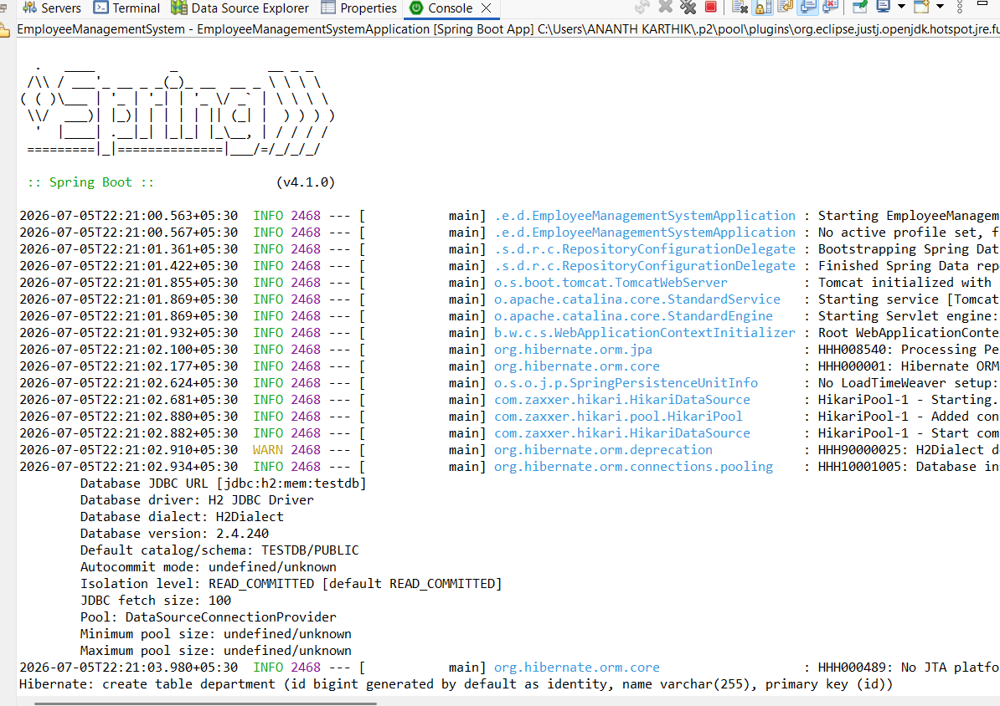 Servers Terminal Data Source Explorer Properties Console
EmployeeManagementSystem - EmployeeManagementSystemApplication [Spring Boot App] C:\Users\ANANTH KARTHIK\.p2\pool\plugins\org.eclipse.justj.openjdk.hotspot.jre.fu
  .   ____          _            __ _ _
 /\\ / ___'_ __ _ _(_)_ __  __ _ \ \ \ \
( ( )\___ | '_ | '_| | '_ \/ _` | \ \ \ \
 \\/  ___)| |_)| | | | | || (_| |  ) ) ) )
  '  |____| .__|_| |_|_| |_\__, | / / / /
 =========|_|==============|___/=/_/_/_/
 :: Spring Boot ::                (v4.1.0)
2026-07-05T22:21:00.563+05:30  INFO 2468 --- [           main] .e.d.EmployeeManagementSystemApplication : Starting EmployeeManagem
2026-07-05T22:21:00.567+05:30  INFO 2468 --- [           main] .e.d.EmployeeManagementSystemApplication : No active profile set, f
2026-07-05T22:21:01.361+05:30  INFO 2468 --- [           main] .s.d.r.c.RepositoryConfigurationDelegate : Bootstrapping Spring Dat
2026-07-05T22:21:01.422+05:30  INFO 2468 --- [           main] .s.d.r.c.RepositoryConfigurationDelegate : Finished Spring Data rep
2026-07-05T22:21:01.855+05:30  INFO 2468 --- [           main] o.s.boot.tomcat.TomcatWebServer          : Tomcat initialized with
2026-07-05T22:21:01.869+05:30  INFO 2468 --- [           main] o.apache.catalina.core.StandardService   : Starting service [Tomcat
2026-07-05T22:21:01.869+05:30  INFO 2468 --- [           main] o.apache.catalina.core.StandardEngine    : Starting Servlet engine:
2026-07-05T22:21:01.932+05:30  INFO 2468 --- [           main] b.w.c.s.WebApplicationContextInitializer : Root WebApplicationConte
2026-07-05T22:21:02.100+05:30  INFO 2468 --- [           main] org.hibernate.orm.jpa                    : HHH008540: Processing Pe
2026-07-05T22:21:02.177+05:30  INFO 2468 --- [           main] org.hibernate.orm.core                   : HHH000001: Hibernate ORM
2026-07-05T22:21:02.624+05:30  INFO 2468 --- [           main] o.s.o.j.p.SpringPersistenceUnitInfo      : No LoadTimeWeaver setup:
2026-07-05T22:21:02.681+05:30  INFO 2468 --- [           main] com.zaxxer.hikari.HikariDataSource       : HikariPool-1 - Starting.
2026-07-05T22:21:02.880+05:30  INFO 2468 --- [           main] com.zaxxer.hikari.pool.HikariPool        : HikariPool-1 - Added con
2026-07-05T22:21:02.882+05:30  INFO 2468 --- [           main] com.zaxxer.hikari.HikariDataSource       : HikariPool-1 - Start com
2026-07-05T22:21:02.910+05:30  WARN 2468 --- [           main] org.hibernate.orm.deprecation            : HHH90000025: H2Dialect d
2026-07-05T22:21:02.934+05:30  INFO 2468 --- [           main] org.hibernate.orm.connections.pooling    : HHH10001005: Database in
Database JDBC URL [jdbc:h2:mem:testdb]
Database driver: H2 JDBC Driver
Database dialect: H2Dialect
Database version: 2.4.240
Default catalog/schema: TESTDB/PUBLIC
Autocommit mode: undefined/unknown
Isolation level: READ_COMMITTED [default READ_COMMITTED]
JDBC fetch size: 100
Pool: DataSourceConnectionProvider
Minimum pool size: undefined/unknown
Maximum pool size: undefined/unknown
2026-07-05T22:21:03.980+05:30  INFO 2468 --- [           main] org.hibernate.orm.core                   : HHH000489: No JTA platfo
Hibernate: create table department (id bigint generated by default as identity, name varchar(255), primary key (id))